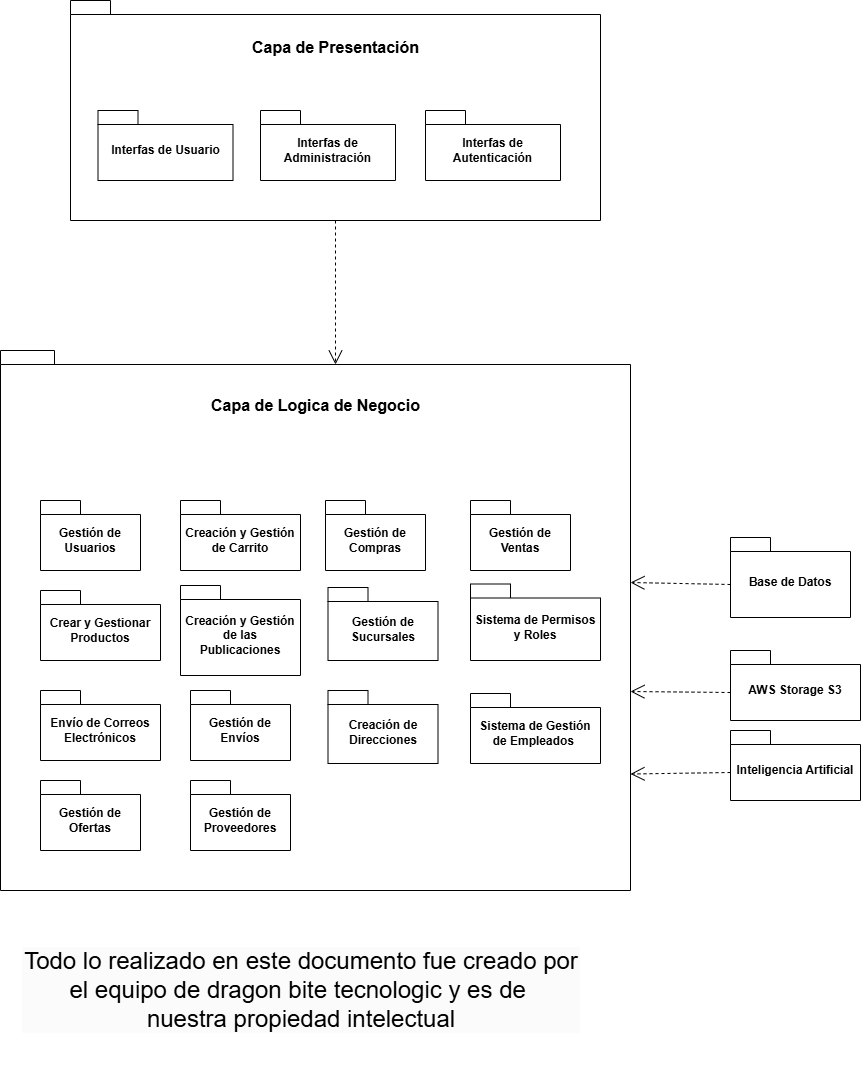 Capa de Presentación
Interfas de Usuario
Interfas de
Administración
Interfas de
Autenticación
Capa de Logica de Negocio
Gestión de
Usuarios
Creación y Gestión
de Carrito
Gestión de
Compras
Gestión de
Ventas
Crear y Gestionar
Productos
Creación y Gestión
de las
Publicaciones
Gestión de
Sucursales
Sistema de Permisos
y Roles
Envío de Correos
Electrónicos
Gestión de
Envíos
Creación de
Direcciones
Sistema de Gestión
de Empleados
Gestión de
Ofertas
Gestión de
Proveedores
Base de Datos
AWS Storage S3
Inteligencia Artificial
Todo lo realizado en este documento fue creado por
el equipo de dragon bite tecnologic y es de
nuestra propiedad intelectual